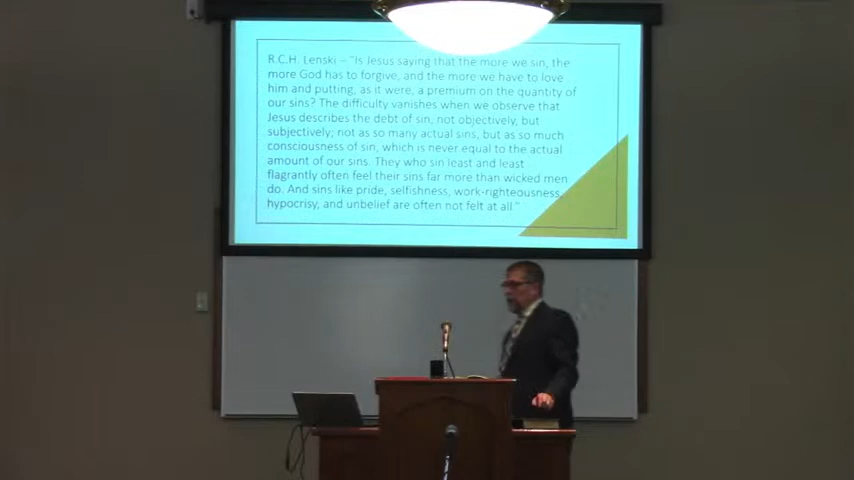 R.C.H. Lenski – "Is Jesus saying that the more we sin, the
more God has to forgive, and the more we have to love
him and putting, as it were, a premium on the quantity of
our sins? The difficulty vanishes when we observe that
Jesus describes the debt of sin, not objectively, but
subjectively; not as so many actual sins, but as so much
consciousness of sin, which is never equal to the actual
amount of our sins. They who sin least and least
flagrantly often feel their sins far more than wicked men
do. And sins like pride, selfishness, work-righteousness,
hypocrisy, and unbelief are often not felt at all."